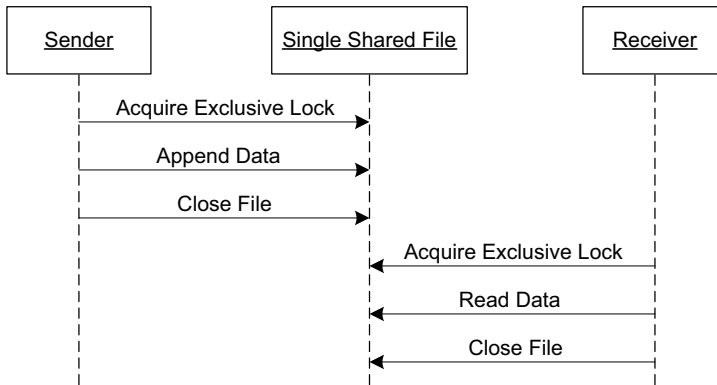 Sender
Single Shared File
Receiver
Acquire Exclusive Lock
Append Data
Close File
Acquire Exclusive Lock
Read Data
Close File